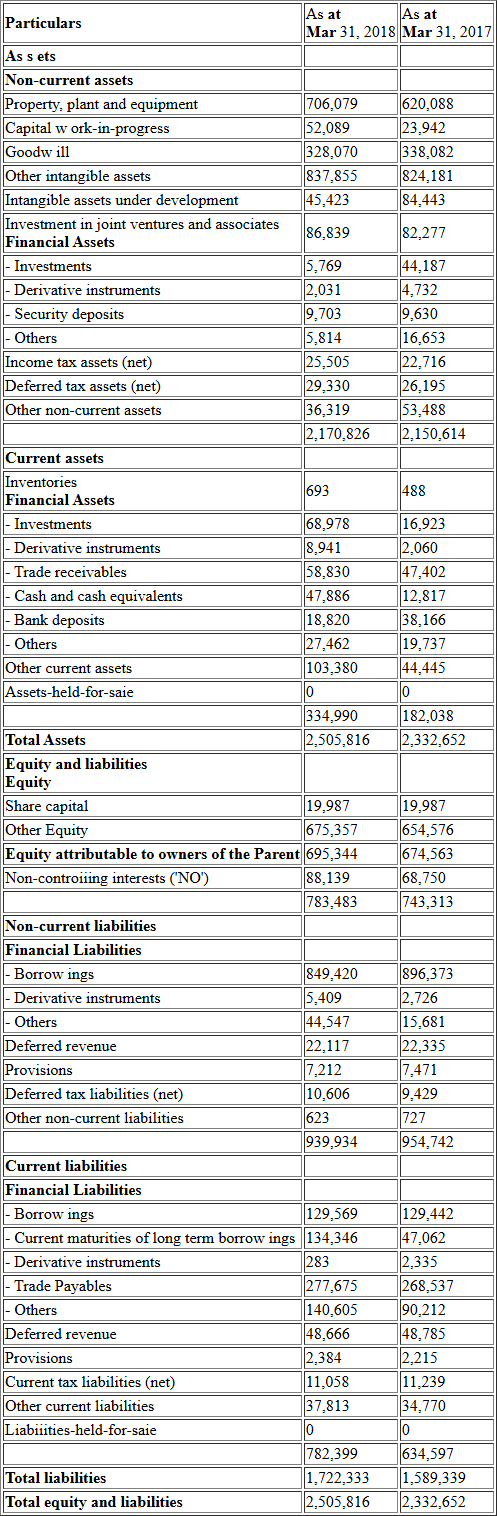 Particulars As at Mar 31, 2018 As at Mar 31, 2017
As s ets
Non-current assets
Property, plant and equipment 706,079 620,088
Capital w ork-in-progress 52,089 23,942
Goodw ill 328,070 338,082
Other intangible assets 837,855 824,181
Intangible assets under development 45,423 84,443
Investment in joint ventures and associates
Financial Assets 86,839 82,277
- Investments 5,769 44,187
- Derivative instruments 2,031 4,732
- Security deposits 9,703 9,630
- Others 5,814 16,653
Income tax assets (net) 25,505 22,716
Deferred tax assets (net) 29,330 26,195
Other non-current assets 36,319 53,488
2,170,826 2,150,614
Current assets
Inventories
Financial Assets 693 488
- Investments 68,978 16,923
- Derivative instruments 8,941 2,060
- Trade receivables 58,830 47,402
- Cash and cash equivalents 47,886 12,817
- Bank deposits 18,820 38,166
- Others 27,462 19,737
Other current assets 103,380 44,445
Assets-held-for-saie 0 0
334,990 182,038
Total Assets 2,505,816 2,332,652
Equity and liabilities
Equity
Share capital 19,987 19,987
Other Equity 675,357 654,576
Equity attributable to owners of the Parent 695,344 674,563
Non-controiiing interests ('NO') 88,139 68,750
783,483 743,313
Non-current liabilities
Financial Liabilities
- Borrow ings 849,420 896,373
- Derivative instruments 5,409 2,726
- Others 44,547 15,681
Deferred revenue 22,117 22,335
Provisions 7,212 7,471
Deferred tax liabilities (net) 10,606 9,429
Other non-current liabilities 623 727
939,934 954,742
Current liabilities
Financial Liabilities
- Borrow ings 129,569 129,442
- Current maturities of long term borrow ings 134,346 47,062
- Derivative instruments 283 2,335
- Trade Payables 277,675 268,537
- Others 140,605 90,212
Deferred revenue 48,666 48,785
Provisions 2,384 2,215
Current tax liabilities (net) 11,058 11,239
Other current liabilities 37,813 34,770
Liabiiities-held-for-saie 0 0
782,399 634,597
Total liabilities 1,722,333 1,589,339
Total equity and liabilities 2,505,816 2,332,652